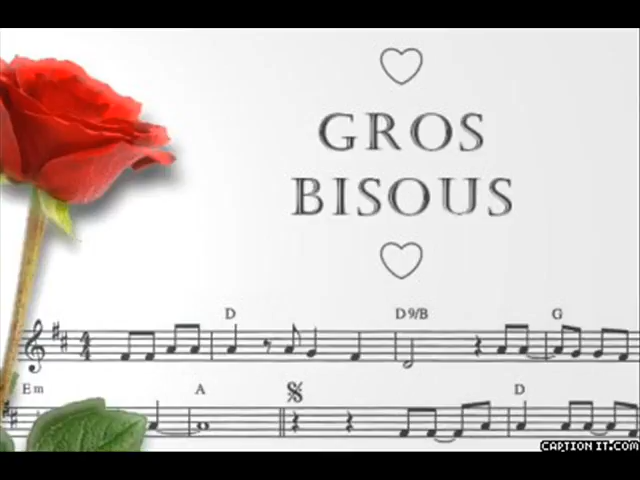 GROS
BISOUS
D D9/B G
Em A D
CAPTION IT.COM